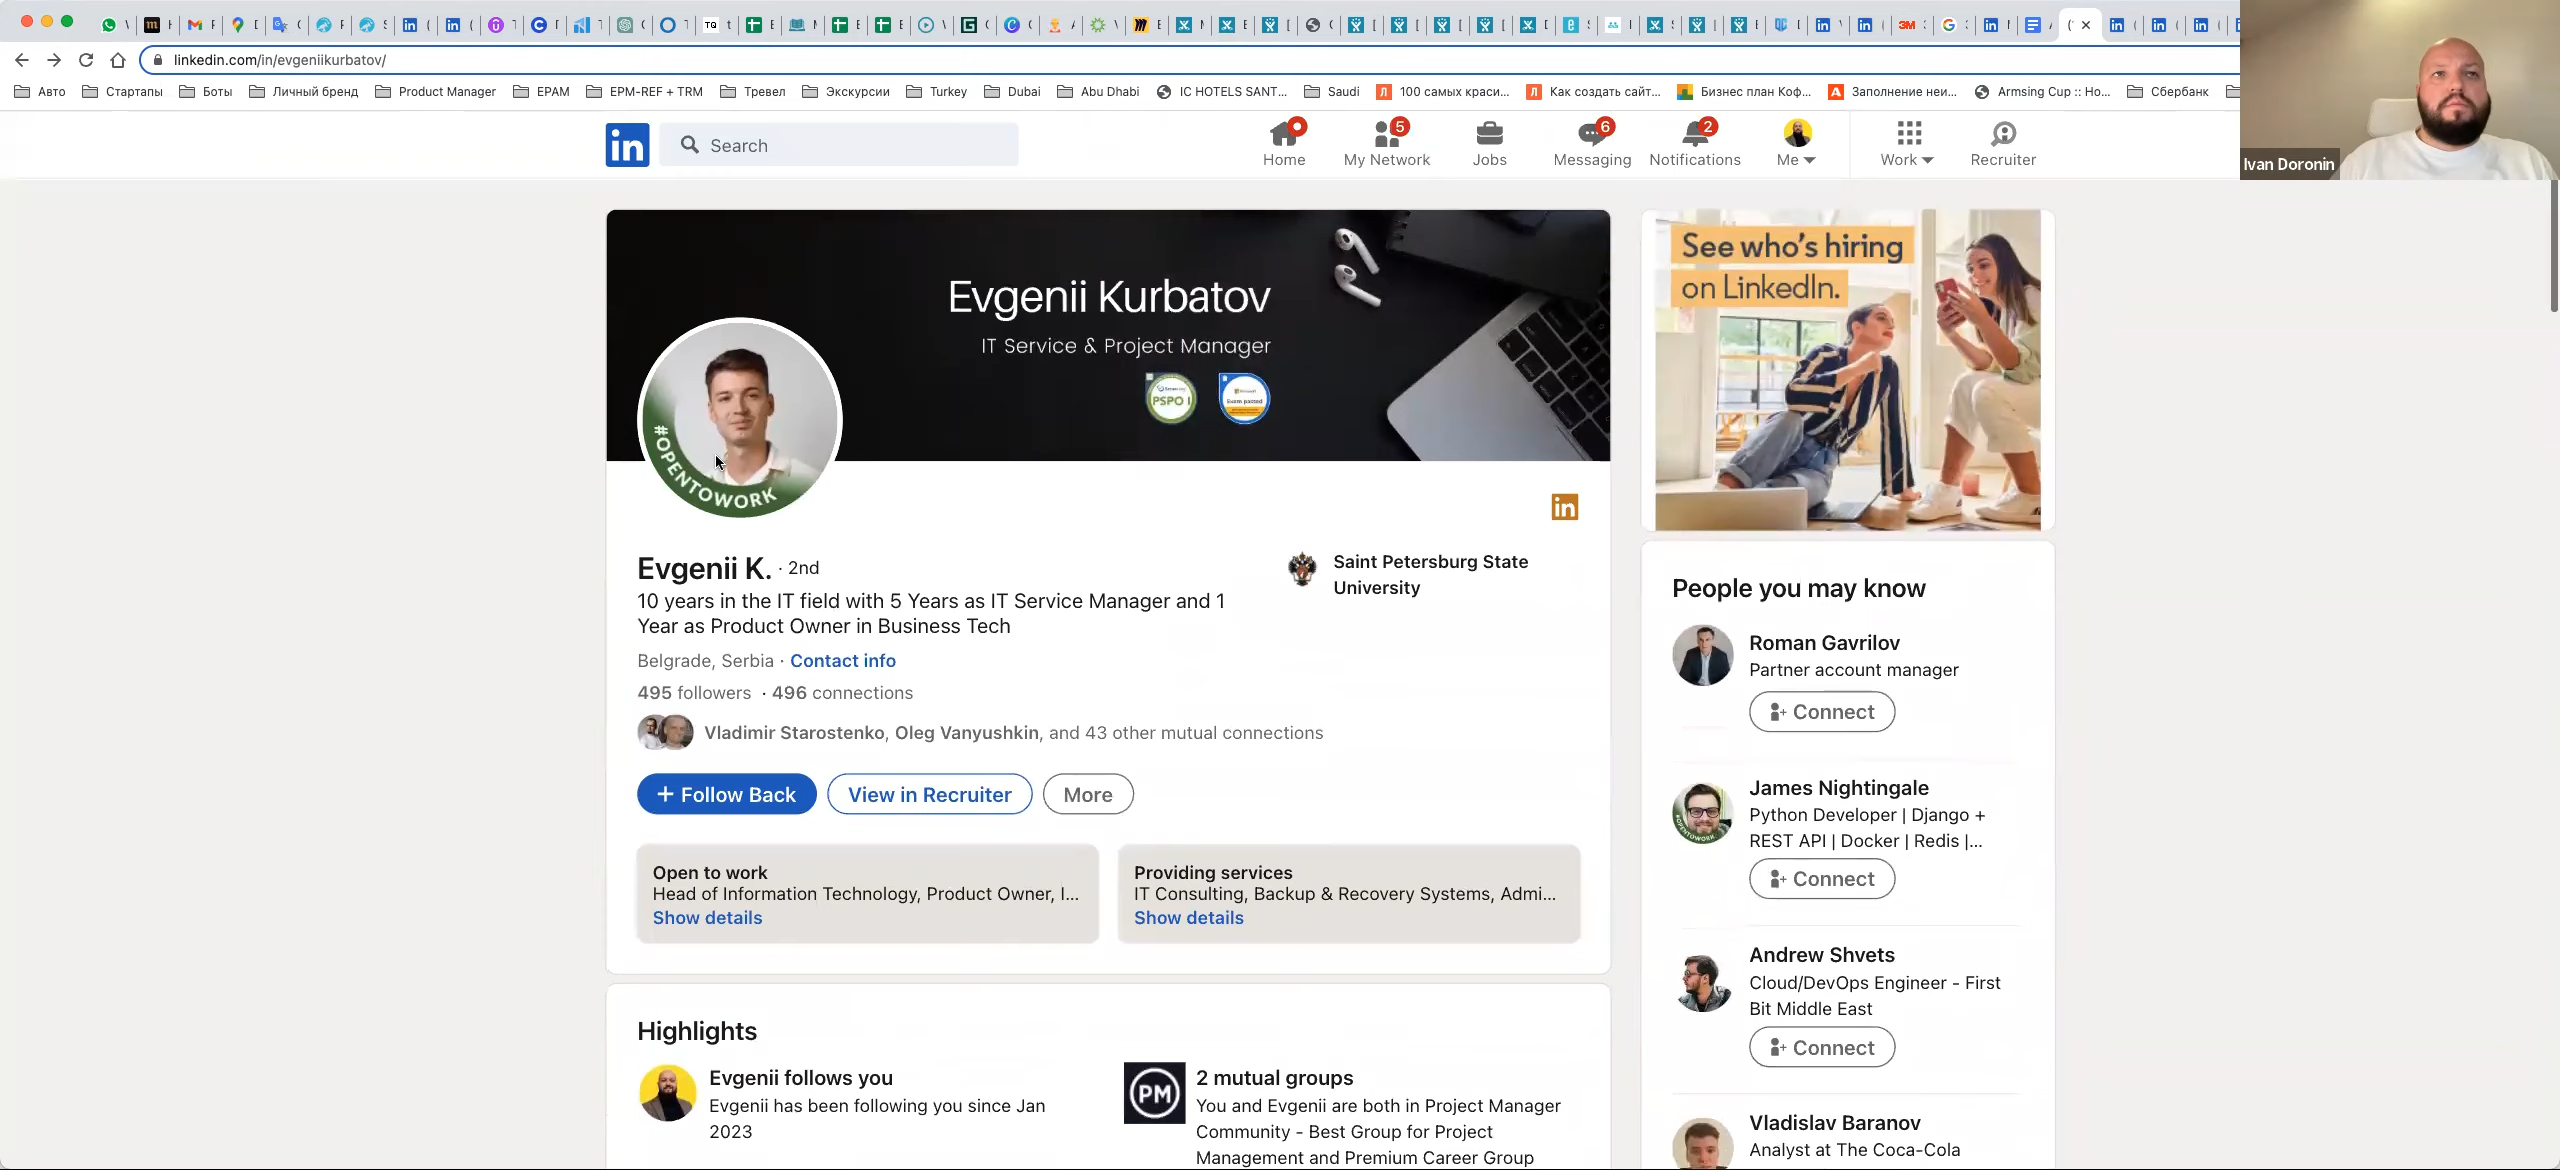 linkedin.com/in/evgeniikurbatov/
Авто
Стартапы
Боты
Личный бренд
Product Manager
EPAM
EPM-REF + TRM
Тревел
Экскурсии
Turkey
Dubai
Abu Dhabi
IC HOTELS SANT...
Saudi
100 самых краси...
Как создать сайт...
Бизнес план Коф...
Заполнение неи...
Armsing Cup :: Ho...
Сбербанк
Ivan Doronin
in
Search
Home
5
My Network
Jobs
6
Messaging
2
Notifications
Me
Work
Recruiter
Evgenii Kurbatov
IT Service & Project Manager
PSPO I
Exam passed
#OPENTOWORK
in
Evgenii K. · 2nd
10 years in the IT field with 5 Years as IT Service Manager and 1
Year as Product Owner in Business Tech
Belgrade, Serbia · Contact info
495 followers · 496 connections
Vladimir Starostenko, Oleg Vanyushkin, and 43 other mutual connections
Saint Petersburg State
University
+ Follow Back
View in Recruiter
More
Open to work
Head of Information Technology, Product Owner, I...
Show details
Providing services
IT Consulting, Backup & Recovery Systems, Admi...
Show details
Highlights
Evgenii follows you
Evgenii has been following you since Jan
2023
PM
2 mutual groups
You and Evgenii are both in Project Manager
Community - Best Group for Project
Management and Premium Career Group
See who's hiring
on LinkedIn.
People you may know
Roman Gavrilov
Partner account manager
Connect
James Nightingale
Python Developer | Django +
REST API | Docker | Redis |...
Connect
Andrew Shvets
Cloud/DevOps Engineer - First
Bit Middle East
Connect
Vladislav Baranov
Analyst at The Coca-Cola